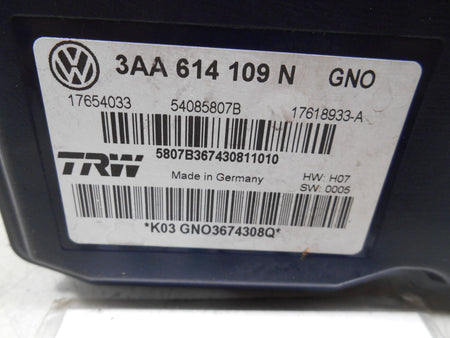 3AA 614 109 N GNO
17654033 54085807B 17618933-A
5807B367430811010
TRW Made in Germany HW: H07
SW: 0005
*K03 GNO3674308Q*